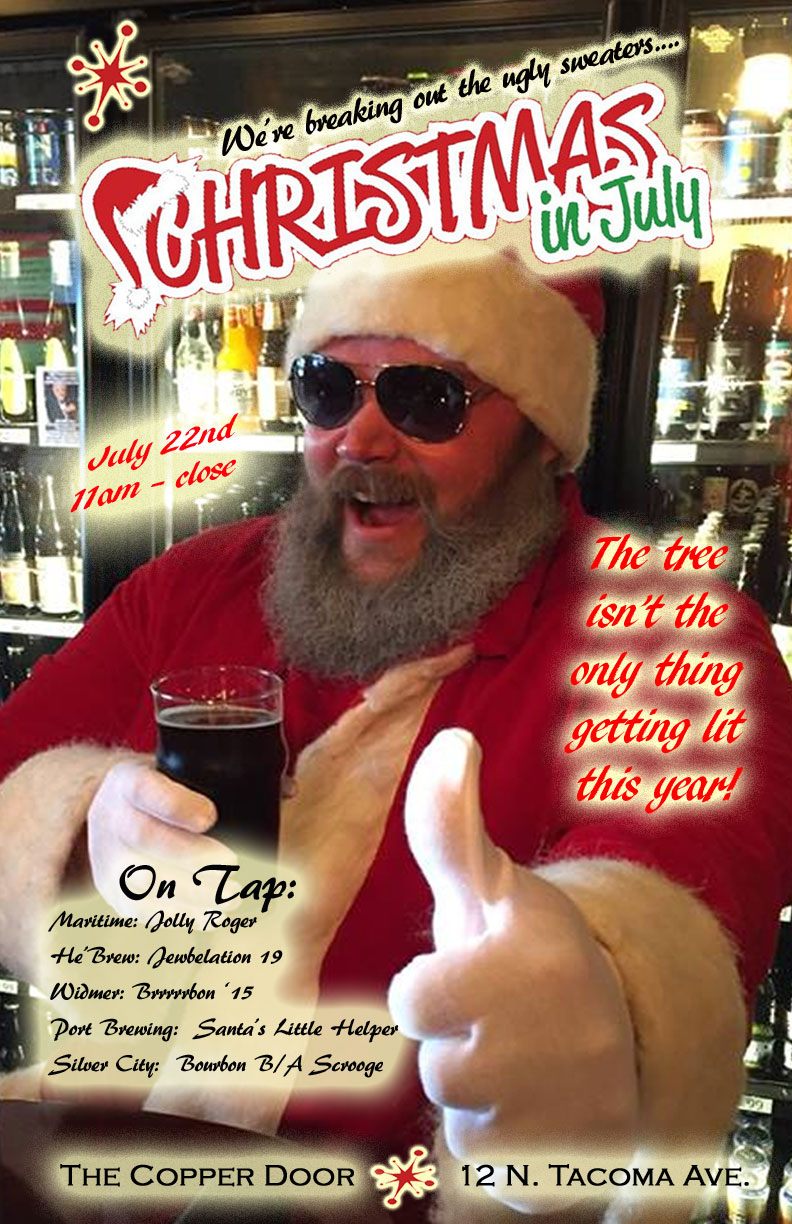 We're breaking out the ugly sweaters....
CHRISTMAS
in July
July 22nd
11am - close
The tree
isn't the
only thing
getting lit
this year!
On Tap:
Maritime: Jolly Roger
He'Brew: Jewbelation 19
Widmer: Brrrrrbon '15
Port Brewing: Santa's Little Helper
Silver City: Bourbon B/A Scrooge
The Copper Door
12 N. Tacoma Ave.